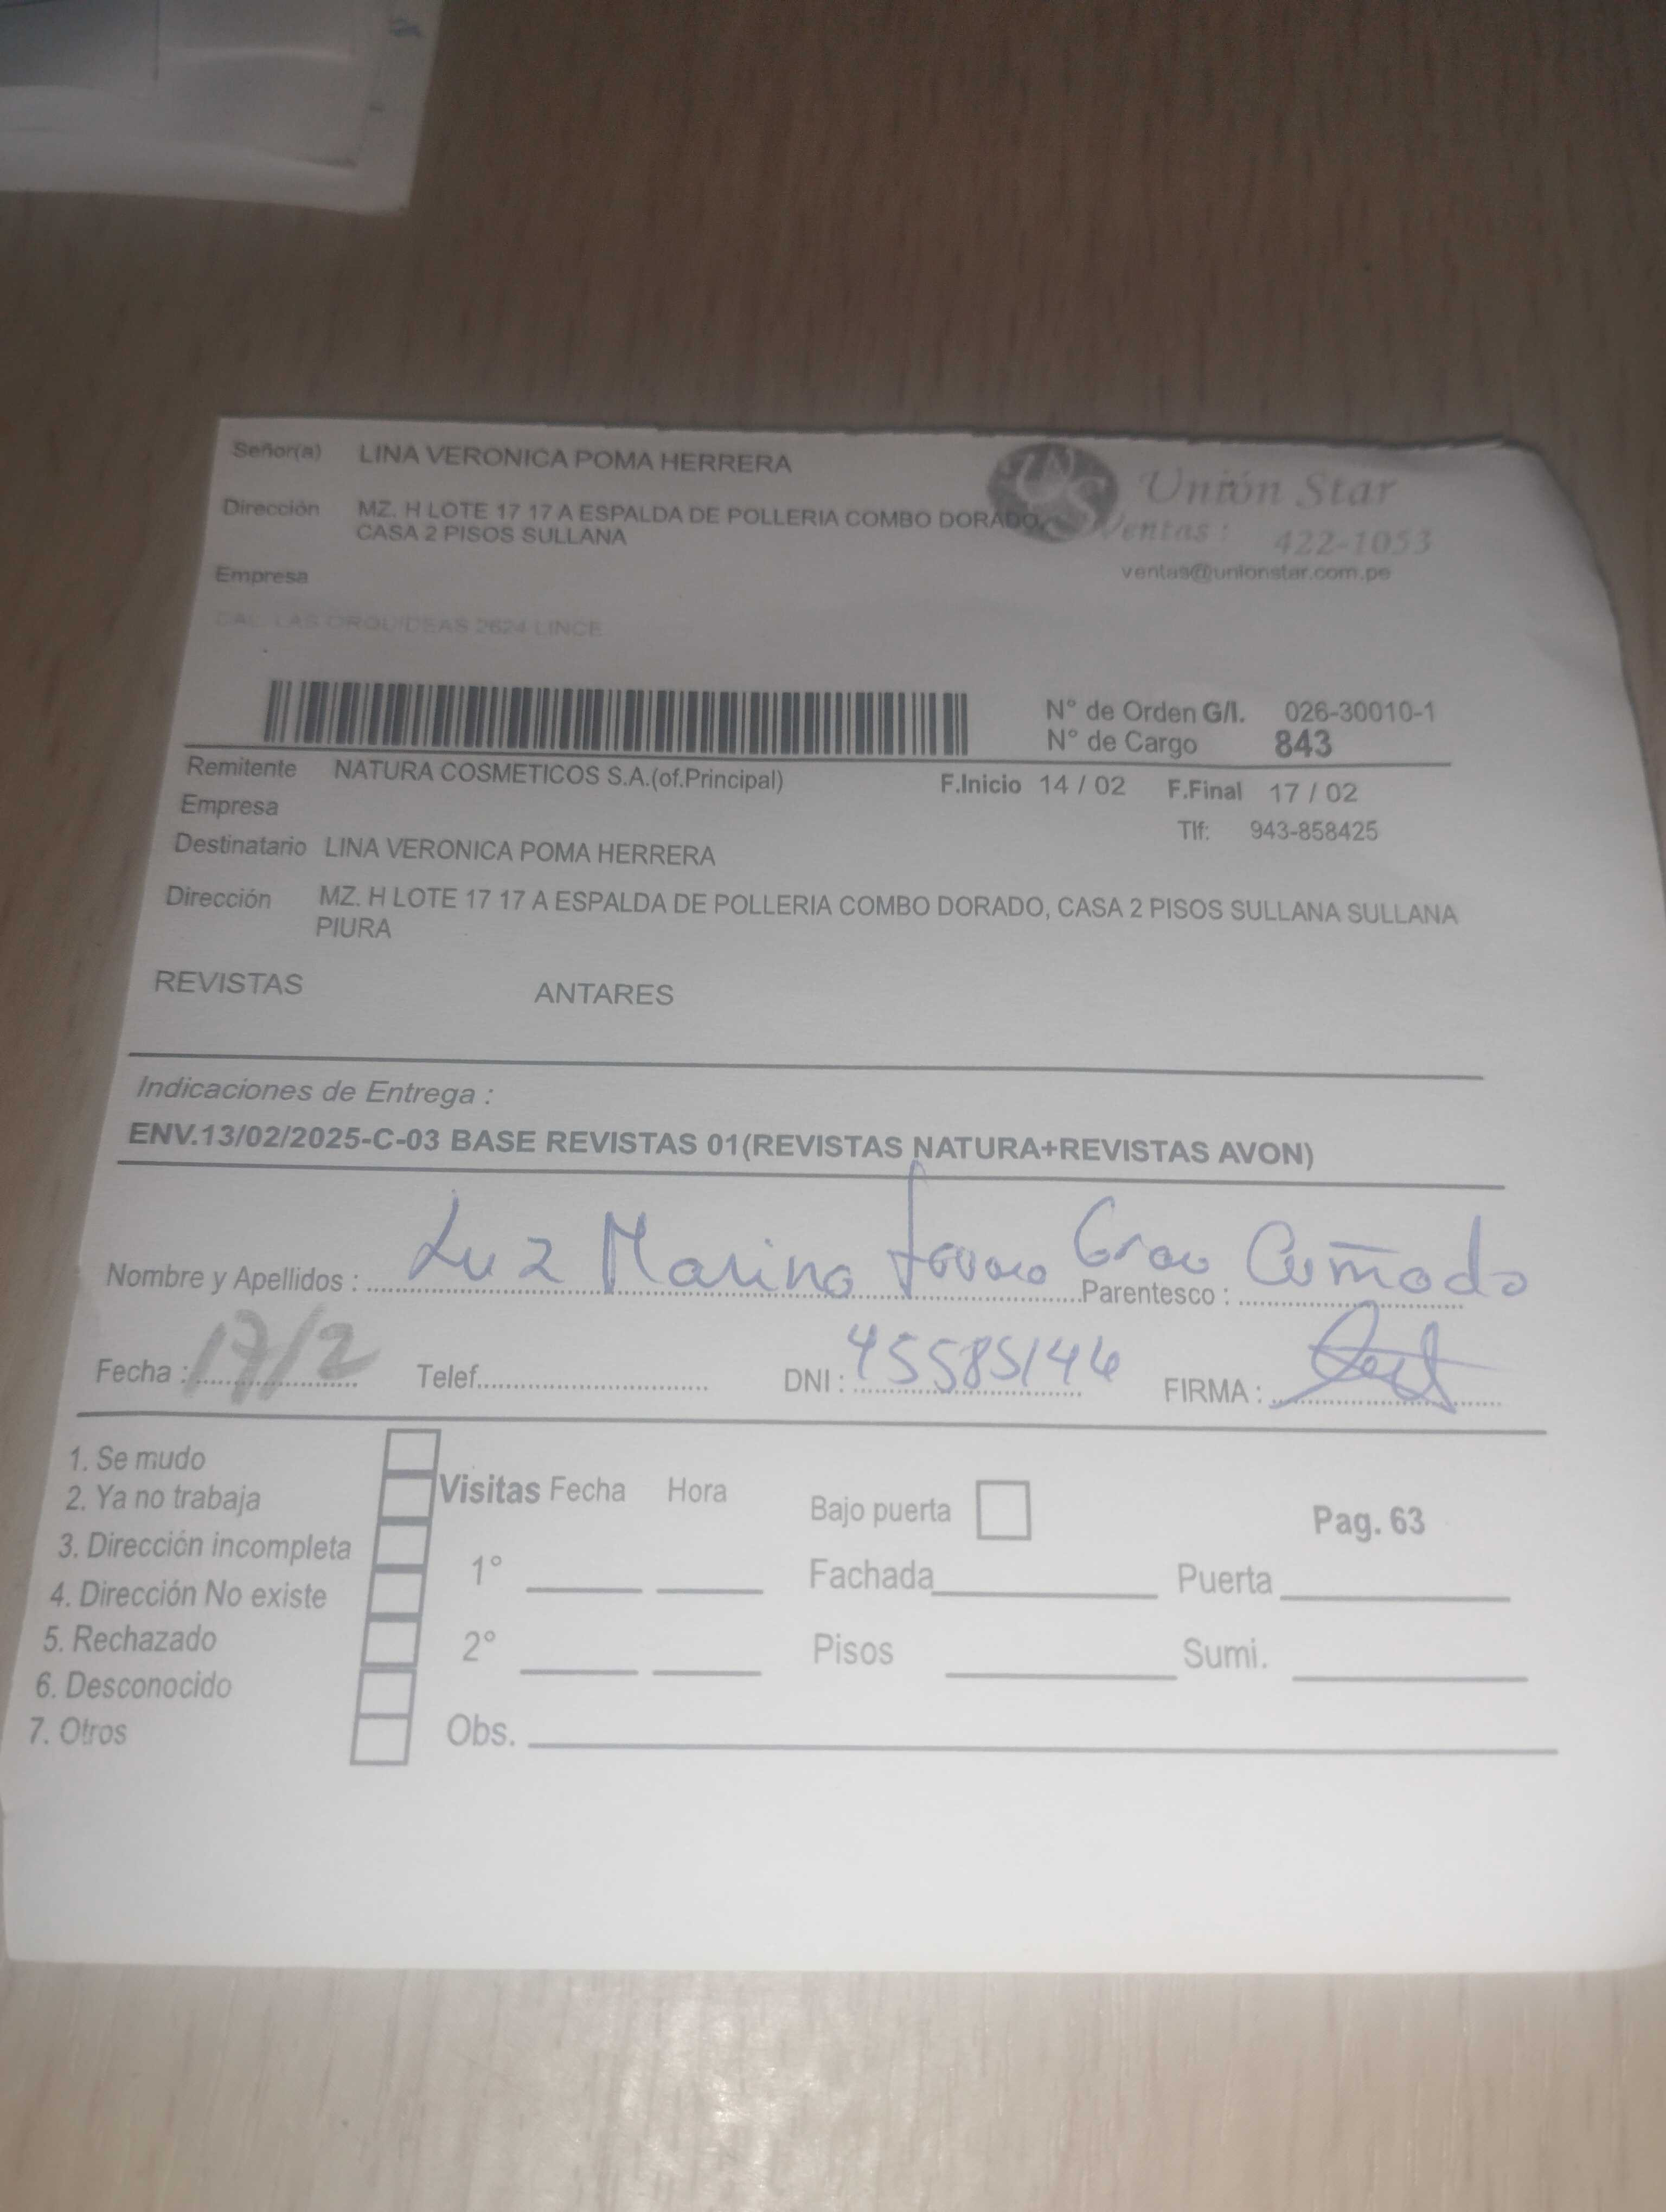 Señor(a) LINA VERONICA POMA HERRERA
Unión Star
Dirección MZ. H LOTE 17 17 A ESPALDA DE POLLERIA COMBO DORADO,
CASA 2 PISOS SULLANA
Ventas : 422-1053
ventas@unionstar.com.pe
Empresa
CAL. LAS ORQUIDEAS 2624 LINCE
N° de Orden G/I. 026-30010-1
N° de Cargo 843
Remitente NATURA COSMETICOS S.A.(of.Principal) F.Inicio 14 / 02 F.Final 17 / 02
Empresa
Tlf: 943-858425
Destinatario LINA VERONICA POMA HERRERA
Dirección MZ. H LOTE 17 17 A ESPALDA DE POLLERIA COMBO DORADO, CASA 2 PISOS SULLANA SULLANA
PIURA
REVISTAS ANTARES
Indicaciones de Entrega :
ENV.13/02/2025-C-03 BASE REVISTAS 01(REVISTAS NATURA+REVISTAS AVON)
Nombre y Apellidos : Luz Marina Parentesco : Cuñada
Fecha : 17/2 Telef. DNI : 45585144 FIRMA :
1. Se mudo
2. Ya no trabaja
3. Dirección incompleta
4. Dirección No existe
5. Rechazado
6. Desconocido
7. Otros
Visitas Fecha Hora
1°
2°
Obs.
Bajo puerta Pag. 63
Fachada Puerta
Pisos Sumi.